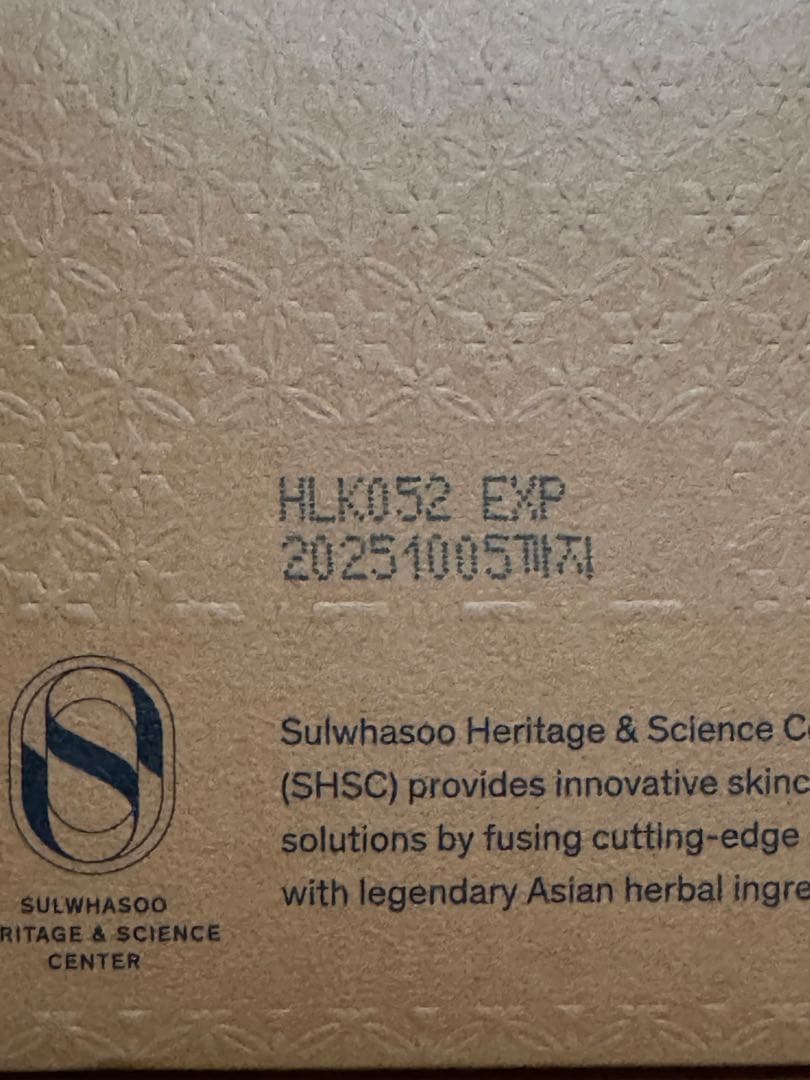 HLK052 EXP
20251005까지
Sulwhasoo Heritage & Science
(SHSC) provides innovative
solutions by fusing cutting-edge
with legendary Asian herbal
SULWHASOO
& SCIENCE
CENTER